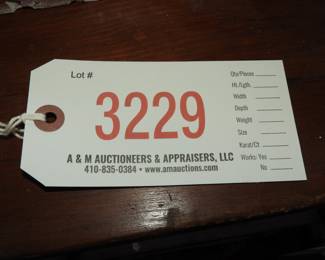 Lot #
3229
A & M AUCTIONEERS & APPRAISERS, LLC
410-835-0384 • www.amauctions.com
Qty/Pieces
Ht./Lgth.
Width
Depth
Weight
Size
Karat/Ct.
Works: Yes
No